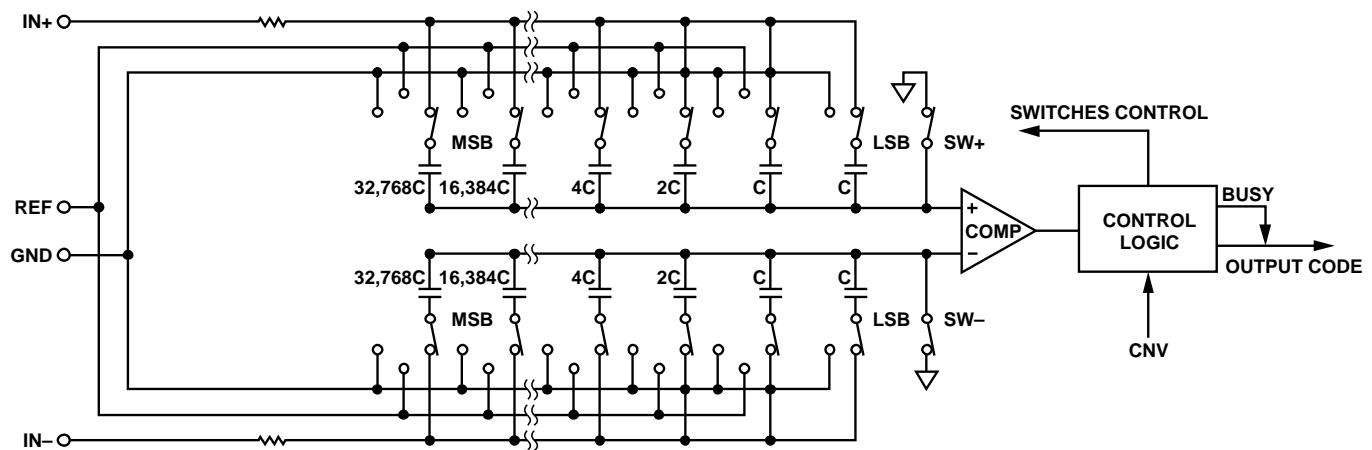 IN+
SWITCHES CONTROL
MSB
LSB
SW+
32,768C 16,384C 4C 2C C C
BUSY
REF
+
COMP
−
CONTROL
LOGIC
GND
OUTPUT CODE
32,768C 16,384C 4C 2C C C
MSB
LSB
SW−
CNV
IN−